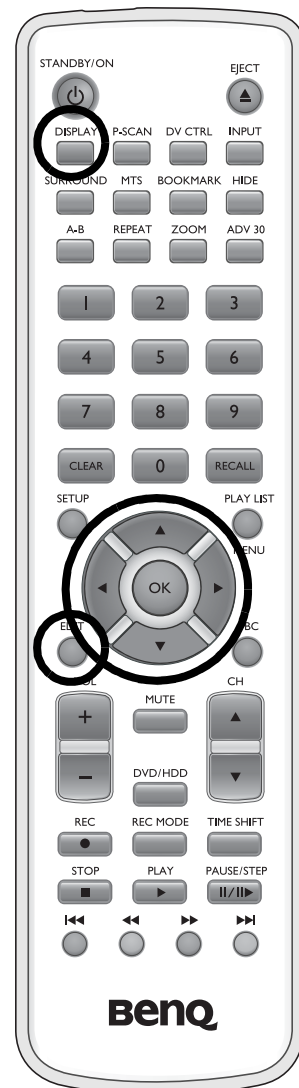 STANDBY/ON EJECT
DISPLAY P-SCAN DV CTRL INPUT
SURROUND MTS BOOKMARK HIDE
A-B REPEAT ZOOM ADV 30
1 2 3
4 5 6
7 8 9
CLEAR 0 RECALL
SETUP PLAY LIST
MENU
OK
EDIT
CH
MUTE
+
−
DVD/HDD
REC REC MODE TIME SHIFT
STOP PLAY PAUSE/STEP
BenQ